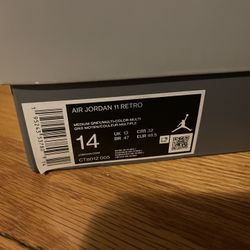 AIR JORDAN 11 RETRO
MEDIUM GREY/MULTI-COLOR-MULTI
GRIS MOYEN/COULEUR MULTIPLE
14
UK 13 CM 32
BR 47 EUR 48.5
CT8012 005